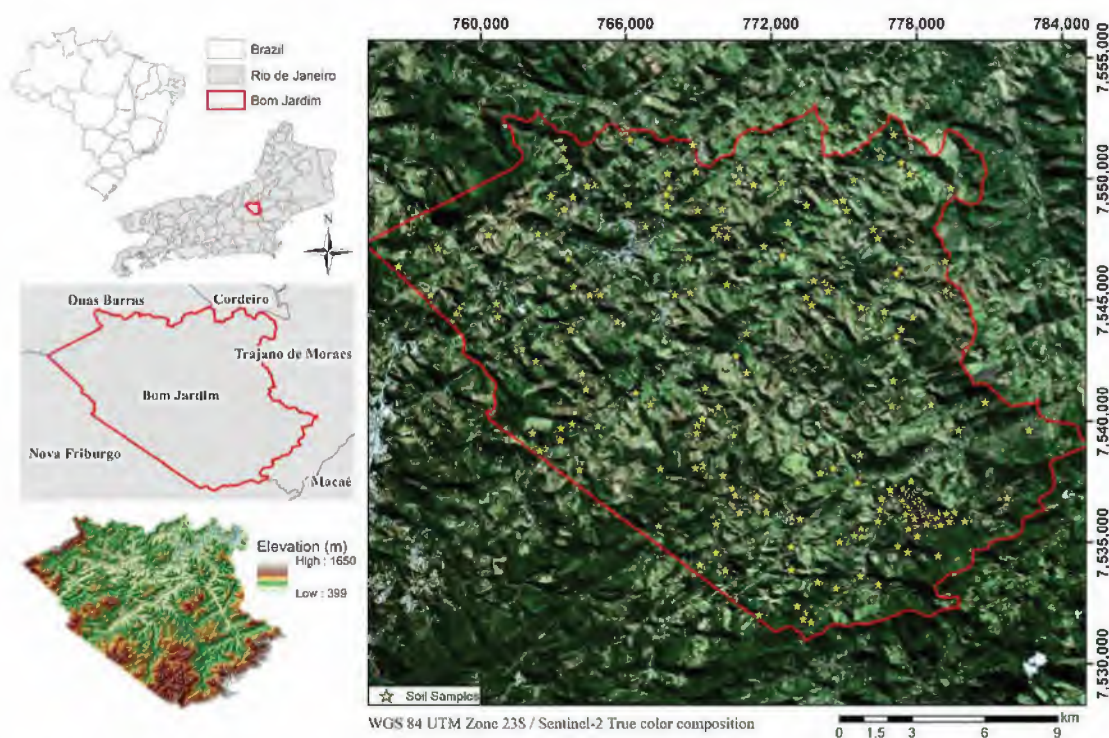 Brazil
Rio de Janeiro
Bom Jardim
N
Duas Barras
Cordeiro
Trajano de Moraes
Bom Jardim
Nova Friburgo
Macaé
Elevation (m)
High : 1650
Low : 399
760,000 766,000 772,000 778,000 784,000
7,555,000
7,550,000
7,545,000
7,540,000
7,535,000
7,530,000
Soil Samples
WGS 84 UTM Zone 23S / Sentinel-2 True color composition
km
0 1.5 3 6 9